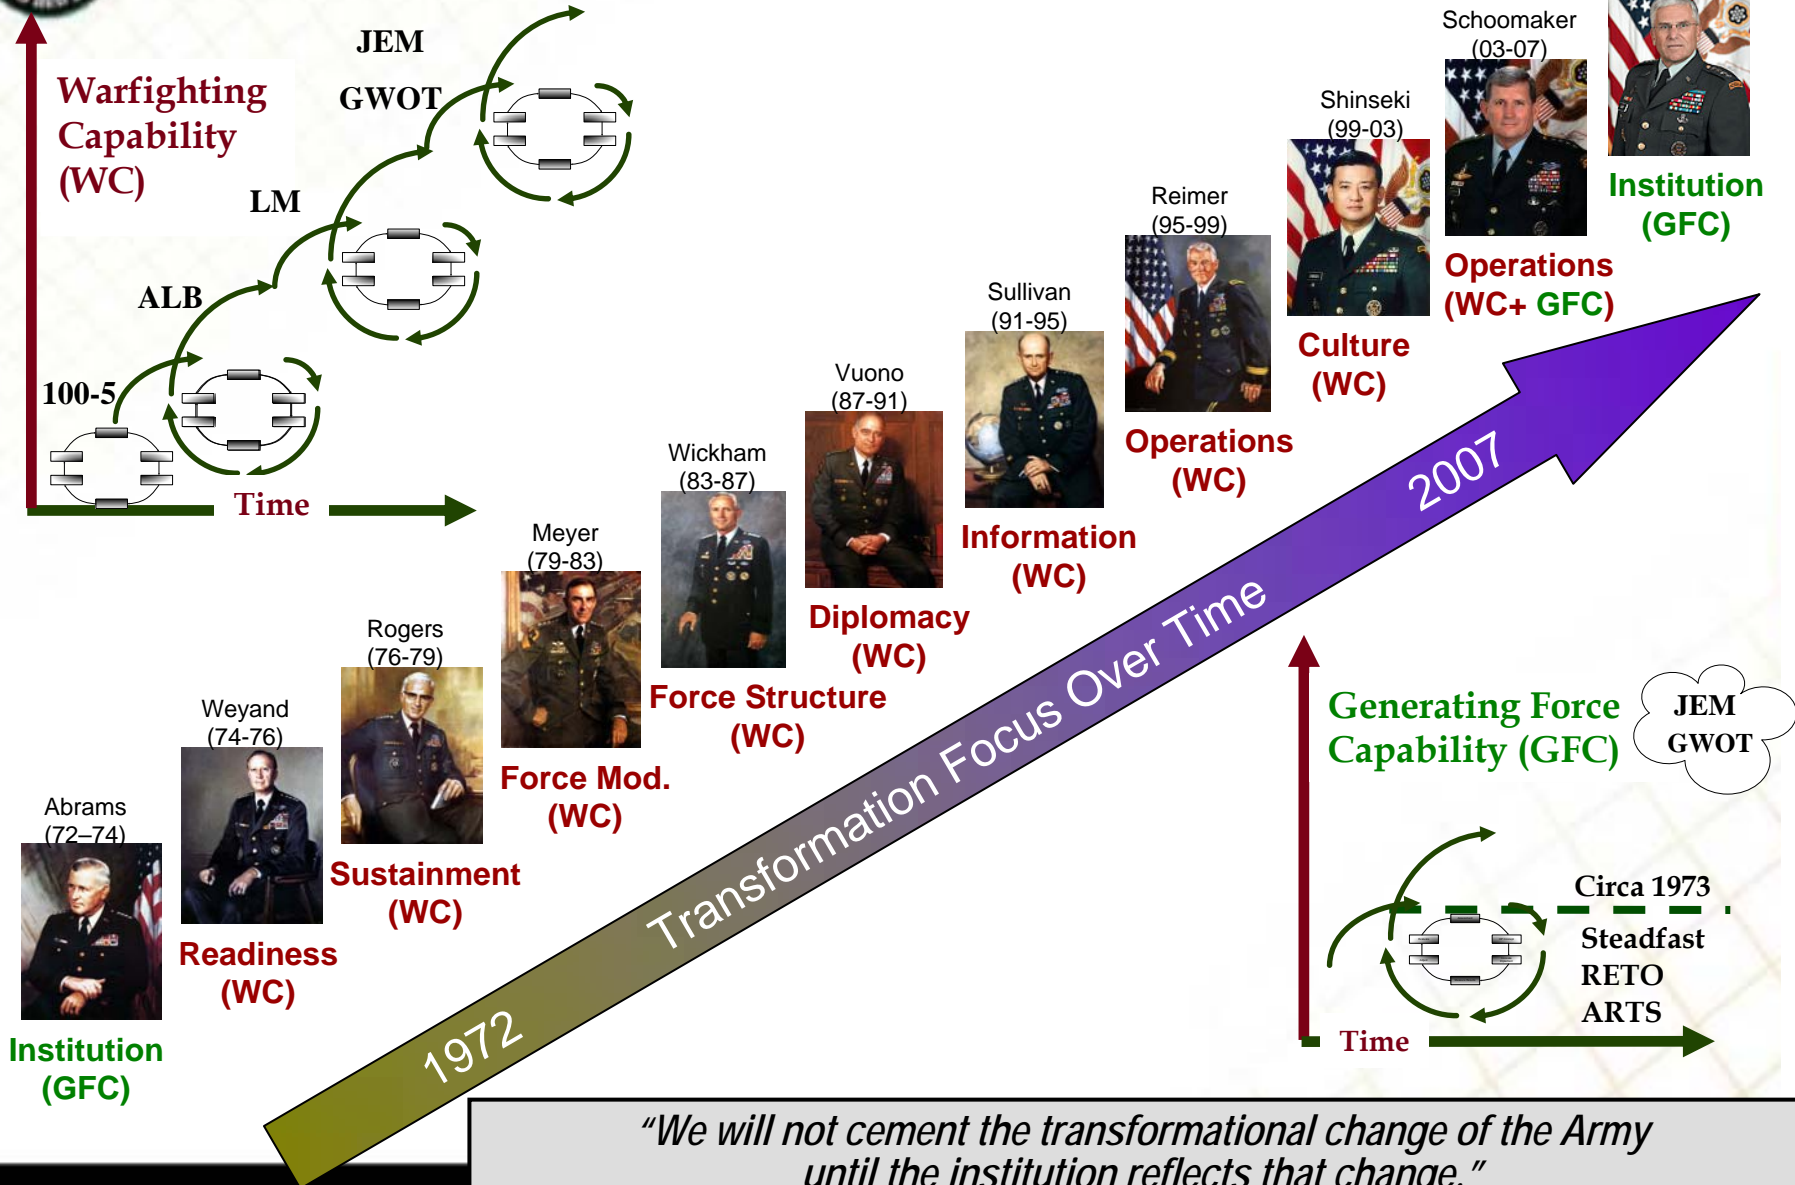 Warfighting
Capability
(WC)
JEM
GWOT
LM
ALB
100-5
Time
Abrams
(72–74)
Institution
(GFC)
Weyand
(74-76)
Readiness
(WC)
Rogers
(76-79)
Sustainment
(WC)
Meyer
(79-83)
Force Mod.
(WC)
Wickham
(83-87)
Force Structure
(WC)
Vuono
(87-91)
Diplomacy
(WC)
Sullivan
(91-95)
Information
(WC)
Reimer
(95-99)
Operations
(WC)
Shinseki
(99-03)
Culture
(WC)
Schoomaker
(03-07)
Operations
(WC+ GFC)
Institution
(GFC)
1972
Transformation Focus Over Time
2007
Generating Force
Capability (GFC)
JEM
GWOT
Circa 1973
Steadfast
RETO
ARTS
Time
“We will not cement the transformational change of the Army
until the institution reflects that change.”